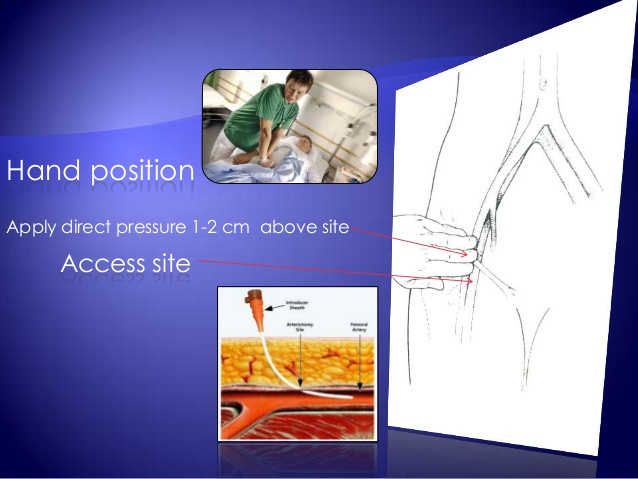 Hand position
Apply direct pressure 1-2 cm above site
Access site
Introducer
Sheath
Arteriotomy
Site
Femoral
Artery